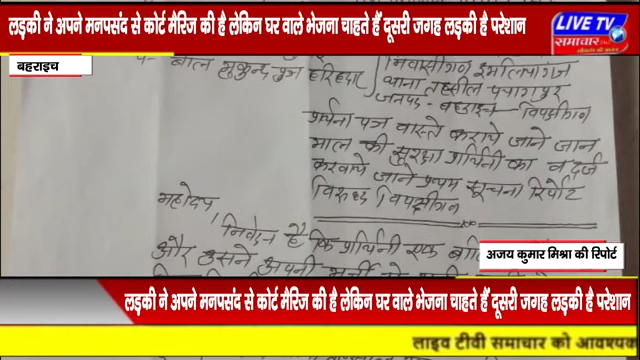 लड़की ने अपने मनपसंद से कोर्ट मैरिज की है लेकिन घर वाले भेजना चाहते हैं दूसरी जगह लड़की है परेशान
LIVE TV
समाचार
बहराइच
निवासीगण इमलियागंज
थाना तहसील पयागपुर
जनपद - बहराइच विपक्षीगण
प्रार्थना पत्र वास्ते कराये जाने जान
माल की सुरक्षा प्रार्थिनी का व दर्ज
करवाये जाने प्रथम सूचना रिर्पोट
विरुद्ध विपक्षीगण
महोदय,
निवेदन है कि प्रार्थिनी एक
और उसने अपनी
अजय कुमार मिश्रा की रिपोर्ट
लड़की ने अपने मनपसंद से कोर्ट मैरिज की है लेकिन घर वाले भेजना चाहते हैं दूसरी जगह लड़की है परेशान
लाइव टीवी समाचार को आवश्यक